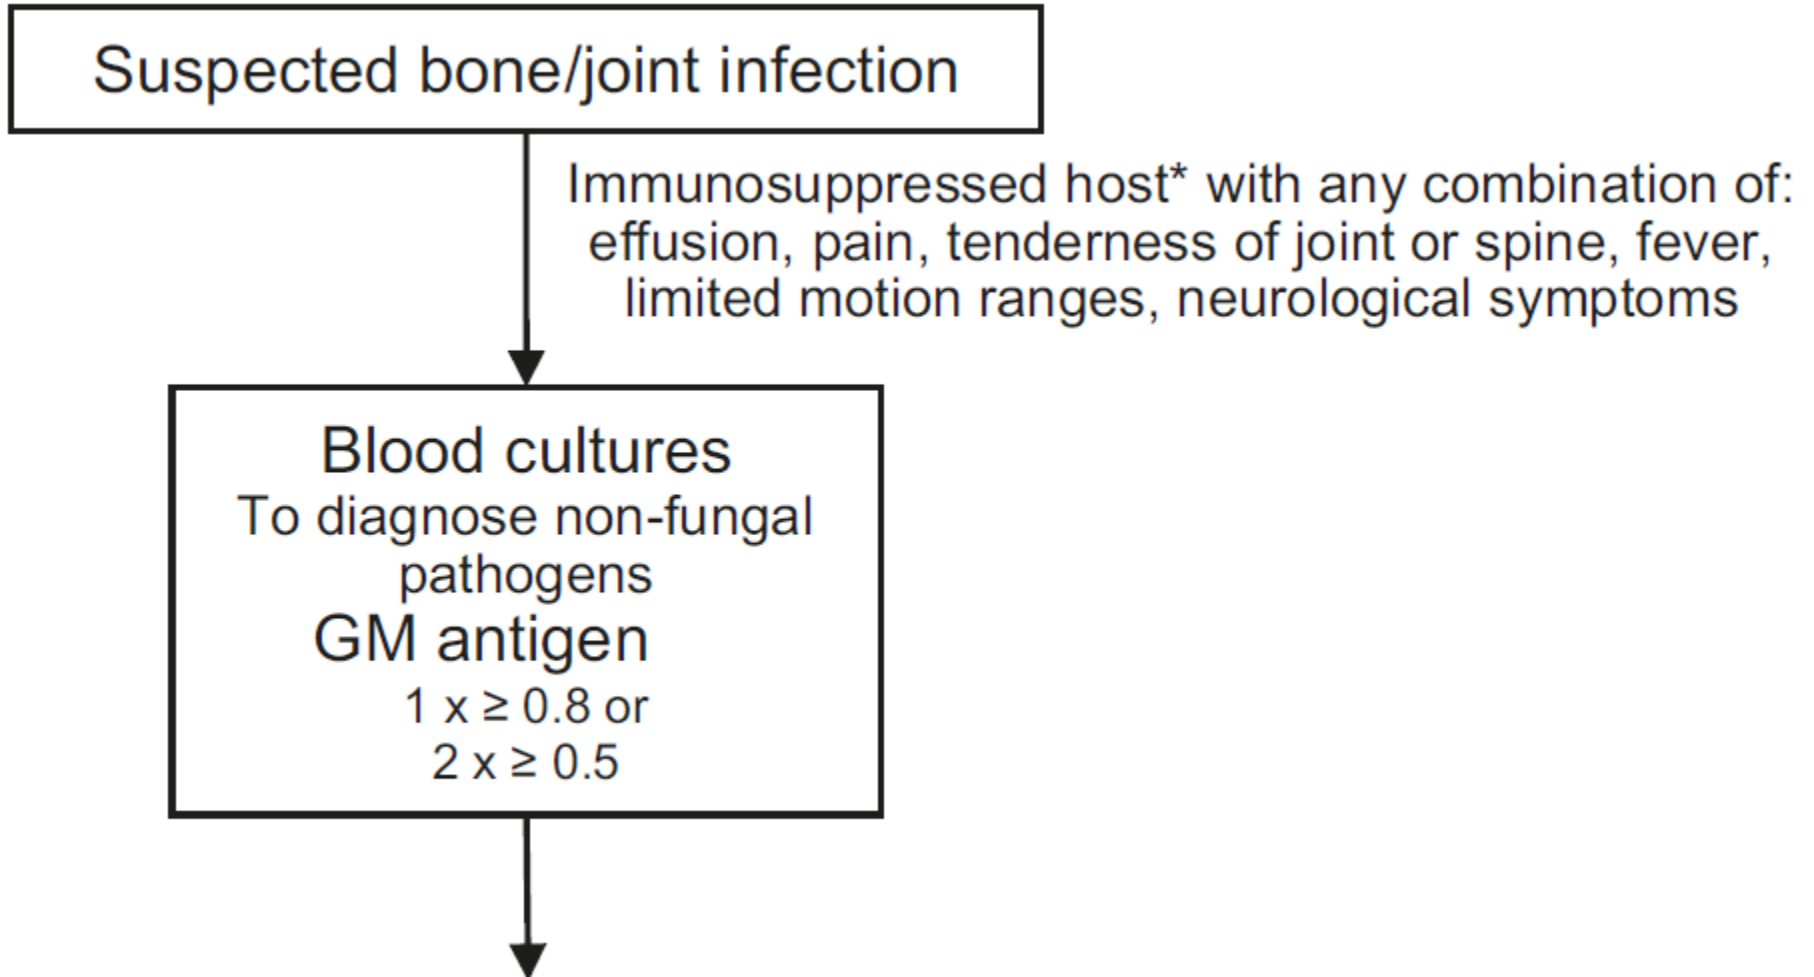 Suspected bone/joint infection
Immunosuppressed host* with any combination of:
effusion, pain, tenderness of joint or spine, fever,
limited motion ranges, neurological symptoms
Blood cultures
To diagnose non-fungal
pathogens
GM antigen
1 x ≥ 0.8 or
2 x ≥ 0.5